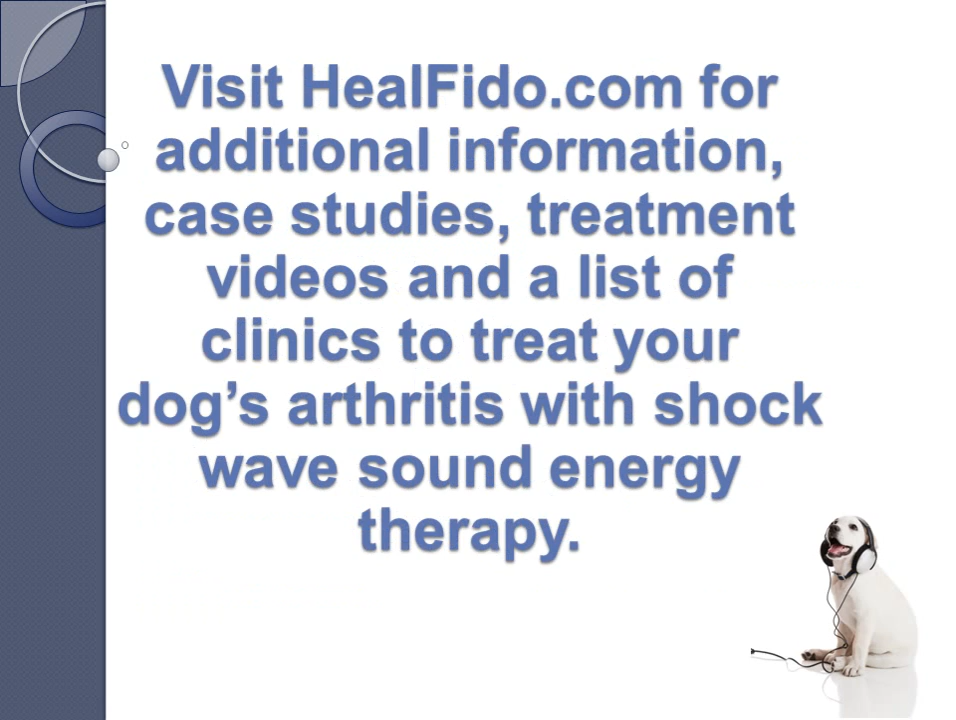 Visit HealFido.com for
additional information,
case studies, treatment
videos and a list of
clinics to treat your
dog’s arthritis with shock
wave sound energy
therapy.